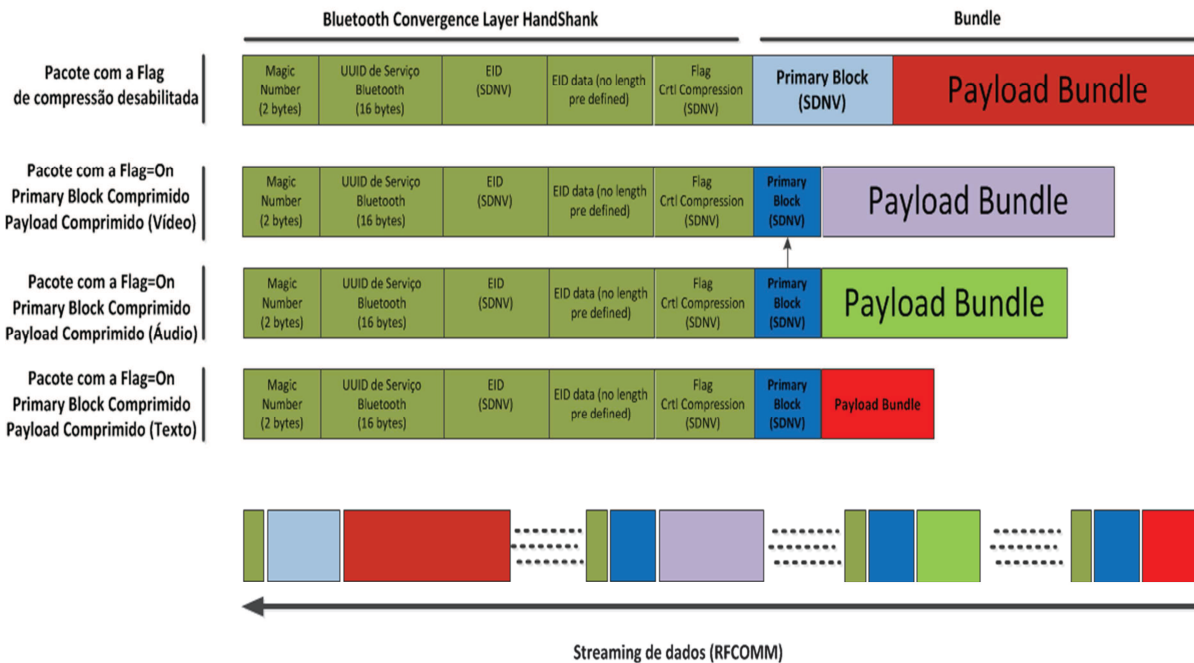 Bluetooth Convergence Layer HandShank
Bundle
Pacote com a Flag
de compressão desabilitada
Magic
Number
(2 bytes)
UUID de Serviço
Bluetooth
(16 bytes)
EID
(SDNV)
EID data (no length
pre defined)
Flag
Crtl Compression
(SDNV)
Primary Block
(SDNV)
Payload Bundle
Pacote com a Flag=On
Primary Block Comprimido
Payload Comprimido (Vídeo)
Magic
Number
(2 bytes)
UUID de Serviço
Bluetooth
(16 bytes)
EID
(SDNV)
EID data (no length
pre defined)
Flag
Crtl Compression
(SDNV)
Primary
Block
(SDNV)
Payload Bundle
Pacote com a Flag=On
Primary Block Comprimido
Payload Comprimido (Áudio)
Magic
Number
(2 bytes)
UUID de Serviço
Bluetooth
(16 bytes)
EID
(SDNV)
EID data (no length
pre defined)
Flag
Crtl Compression
(SDNV)
Primary
Block
(SDNV)
Payload Bundle
Pacote com a Flag=On
Primary Block Comprimido
Payload Comprimido (Texto)
Magic
Number
(2 bytes)
UUID de Serviço
Bluetooth
(16 bytes)
EID
(SDNV)
EID data (no length
pre defined)
Flag
Crtl Compression
(SDNV)
Primary
Block
(SDNV)
Payload Bundle
Streaming de dados (RFCOMM)